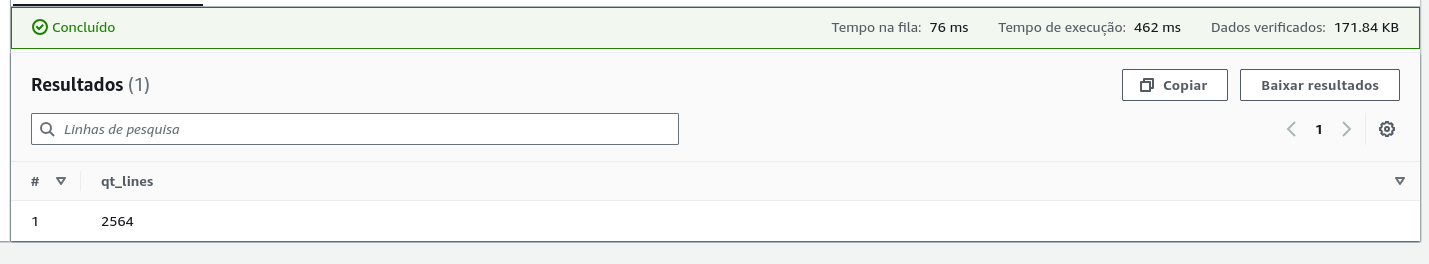 Concluído Tempo na fila: 76 ms Tempo de execução: 462 ms Dados verificados: 171.84 KB
Resultados (1) Copiar Baixar resultados
Linhas de pesquisa 1
# qt_lines
1 2564